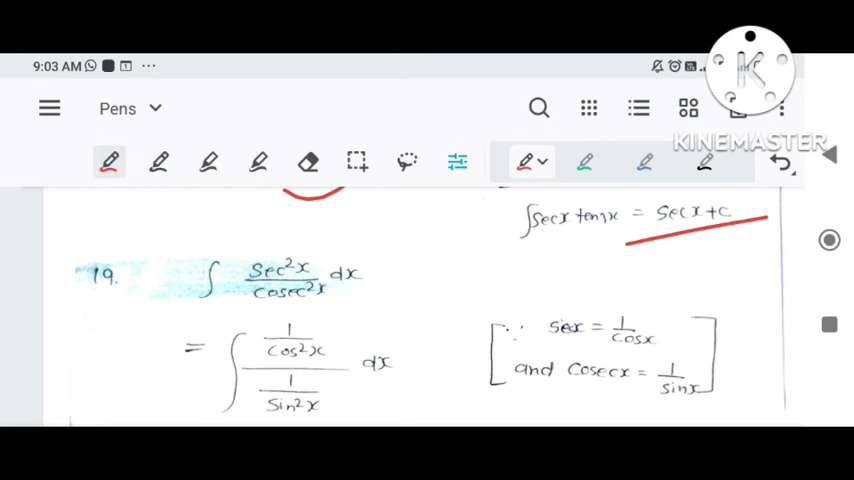 9:03 AM
KINEMASTER
Pens
∫secx tanx = secx+c
19. ∫ Sec²x / Cosec²x dx
= ∫ (1 / Cos²x) / (1 / Sin²x) dx
[∵ secx = 1 / Cosx
and Cosecx = 1 / sinx]